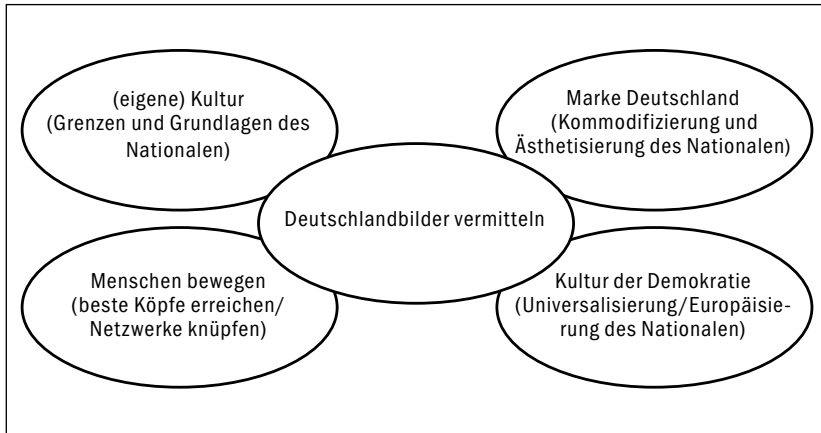 (eigene) Kultur
(Grenzen und Grundlagen des
Nationalen)
Marke Deutschland
(Kommodifizierung und
Ästhetisierung des Nationalen)
Deutschlandbilder vermitteln
Menschen bewegen
(beste Köpfe erreichen/
Netzwerke knüpfen)
Kultur der Demokratie
(Universalisierung/Europäisie-
rung des Nationalen)